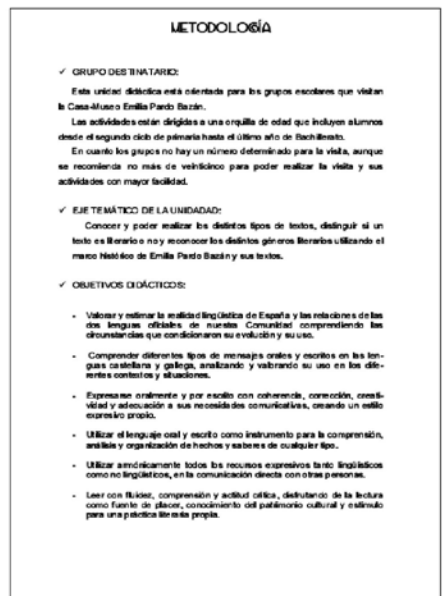 METODOLOGÍA
✓ GRUPO DESTINATARIO:
Esta unidad didáctica está orientada para los grupos escolares que visitan
la Casa-Museo Emilia Pardo Bazán.
Las actividades están dirigidas a una orquilla de edad que incluyen alumnos
desde el segundo ciclo de primaria hasta el último año de Bachillerato.
En cuanto los grupos no hay un número determinado para la visita, aunque
se recomienda no más de veinticinco para poder realizar la visita y sus
actividades con mayor facilidad.
✓ EJE TEMÁTICO DE LA UNIDADAD:
Conocer y poder realizar los distintos tipos de textos, distinguir si un
texto es literario o no y reconocer los distintos géneros literarios utilizando el
marco histórico de Emilia Pardo Bazán y sus textos.
✓ OBJETIVOS DIDÁCTICOS:
- Valorar y estimar la realidad lingüística de España y las relaciones de las
dos lenguas oficiales de nuestra Comunidad comprendiendo las
circunstancias que condicionaron su evolución y su uso.
- Comprender diferentes tipos de mensajes orales y escritos en las len-
guas castellana y gallega, analizando y valorando su uso en los dife-
rentes contextos y situaciones.
- Expresarse oralmente y por escrito con coherencia, corrección, creati-
vidad y adecuación a sus necesidades comunicativas, creando un estilo
expresivo propio.
- Utilizar el lenguaje oral y escrito como instrumento para la comprensión,
análisis y organización de hechos y saberes de cualquier tipo.
- Utilizar armónicamente todos los recursos expresivos tanto lingüísticos
como no lingüísticos, en la comunicación directa con otras personas.
- Leer con fluidez, comprensión y actitud crítica, disfrutando de la lectura
como fuente de placer, conocimiento del patrimonio cultural y estímulo
para una práctica literaria propia.